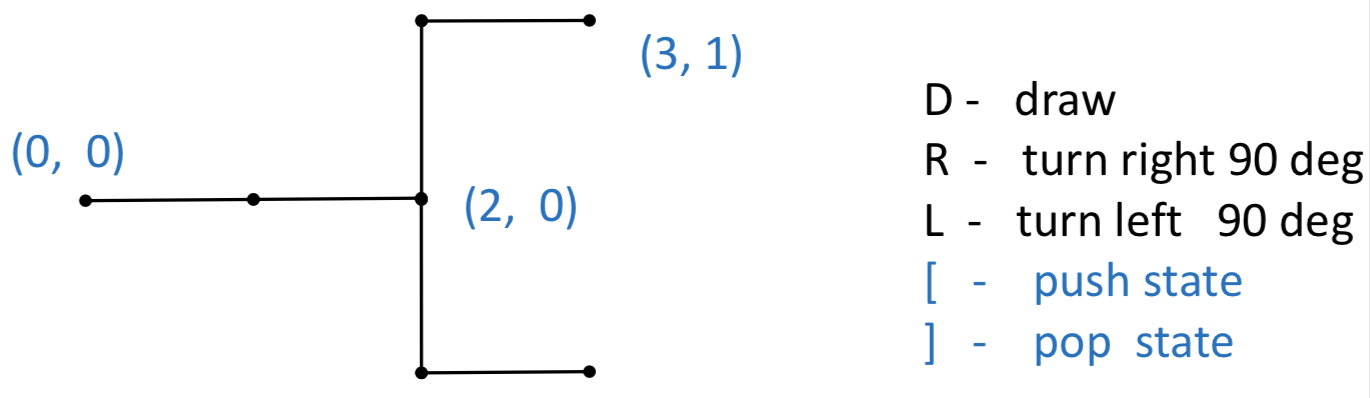 (3, 1)
(0, 0)
(2, 0)
D - draw
R - turn right 90 deg
L - turn left 90 deg
[ - push state
] - pop state